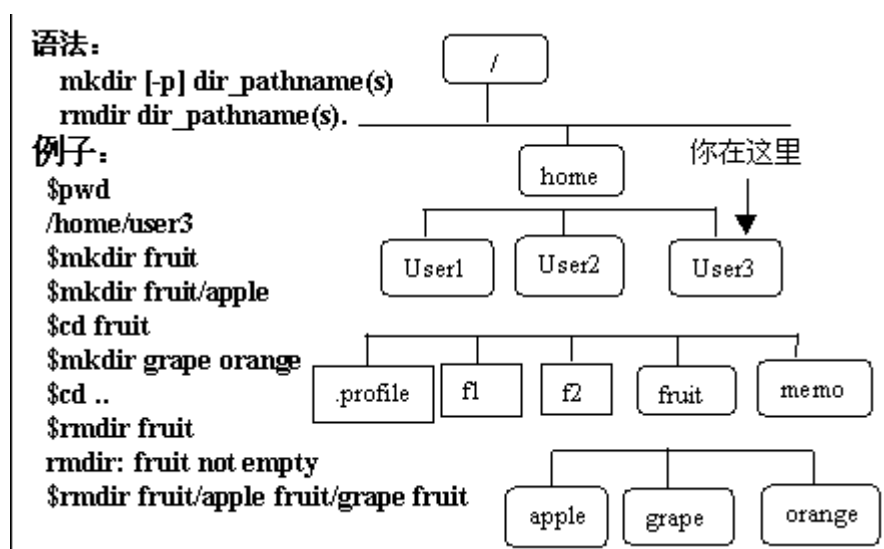 语法：
mkdir [-p] dir_pathname(s)
rmdir dir_pathname(s).
例子：
$pwd
/home/user3
$mkdir fruit
$mkdir fruit/apple
$cd fruit
$mkdir grape orange
$cd ..
$rmdir fruit
rmdir: fruit not empty
$rmdir fruit/apple fruit/grape fruit
/
home
你在这里
User1
User2
User3
.profile
f1
f2
fruit
memo
apple
grape
orange